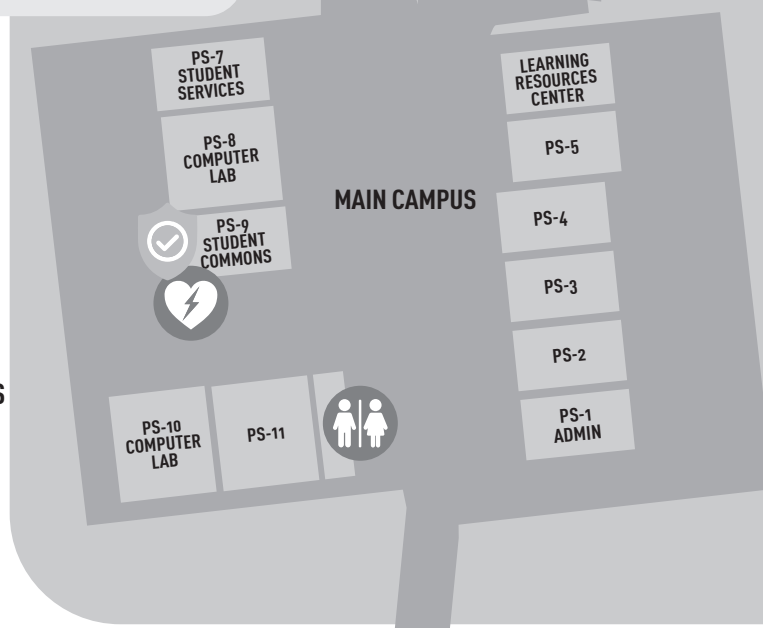 PS-7
STUDENT
SERVICES
PS-8
COMPUTER
LAB
PS-9
STUDENT
COMMONS
MAIN CAMPUS
LEARNING
RESOURCES
CENTER
PS-5
PS-4
PS-3
PS-2
PS-1
ADMIN
PS-10
COMPUTER
LAB
PS-11